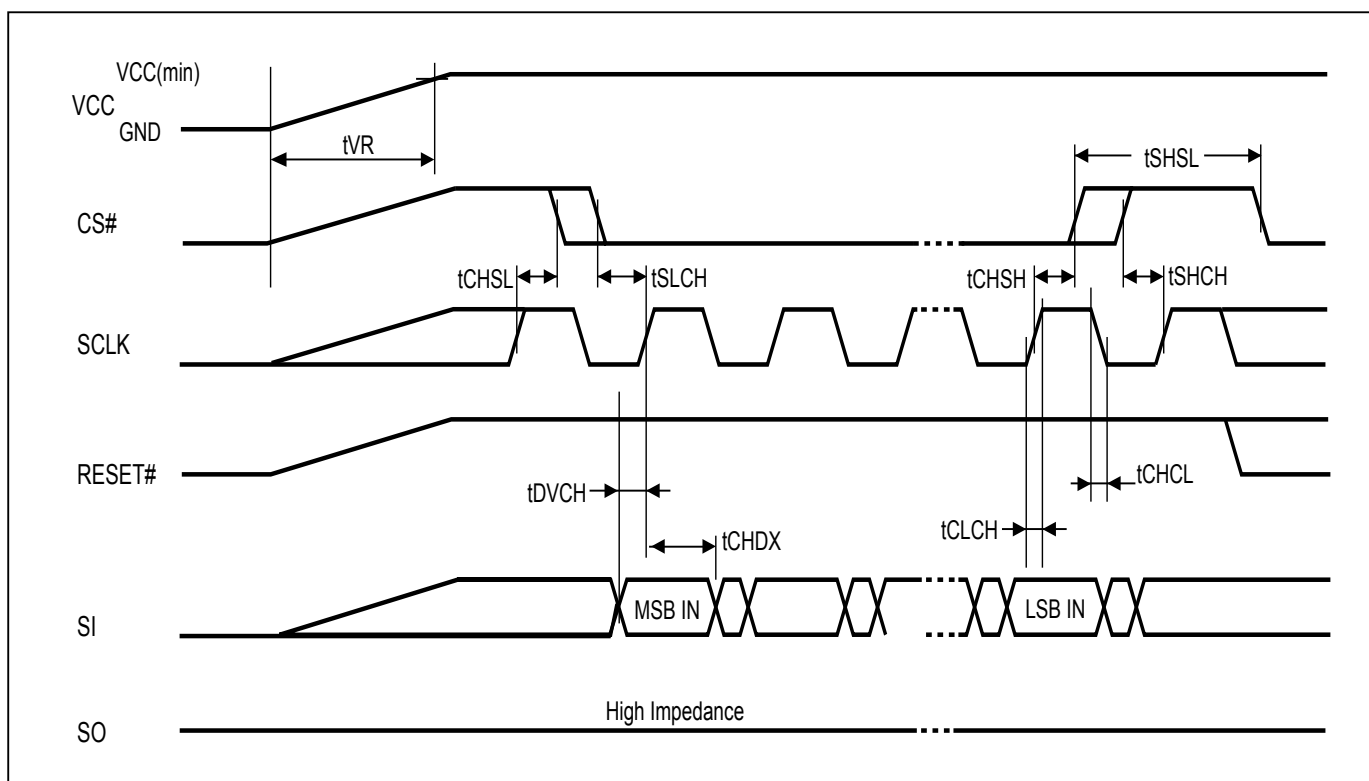 VCC(min)
VCC
GND
tVR
tSHSL
CS#
tCHSL
tSLCH
tCHSH
tSHCH
SCLK
RESET#
tDVCH
tCHCL
tCLCH
tCHDX
SI
MSB IN
LSB IN
High Impedance
SO